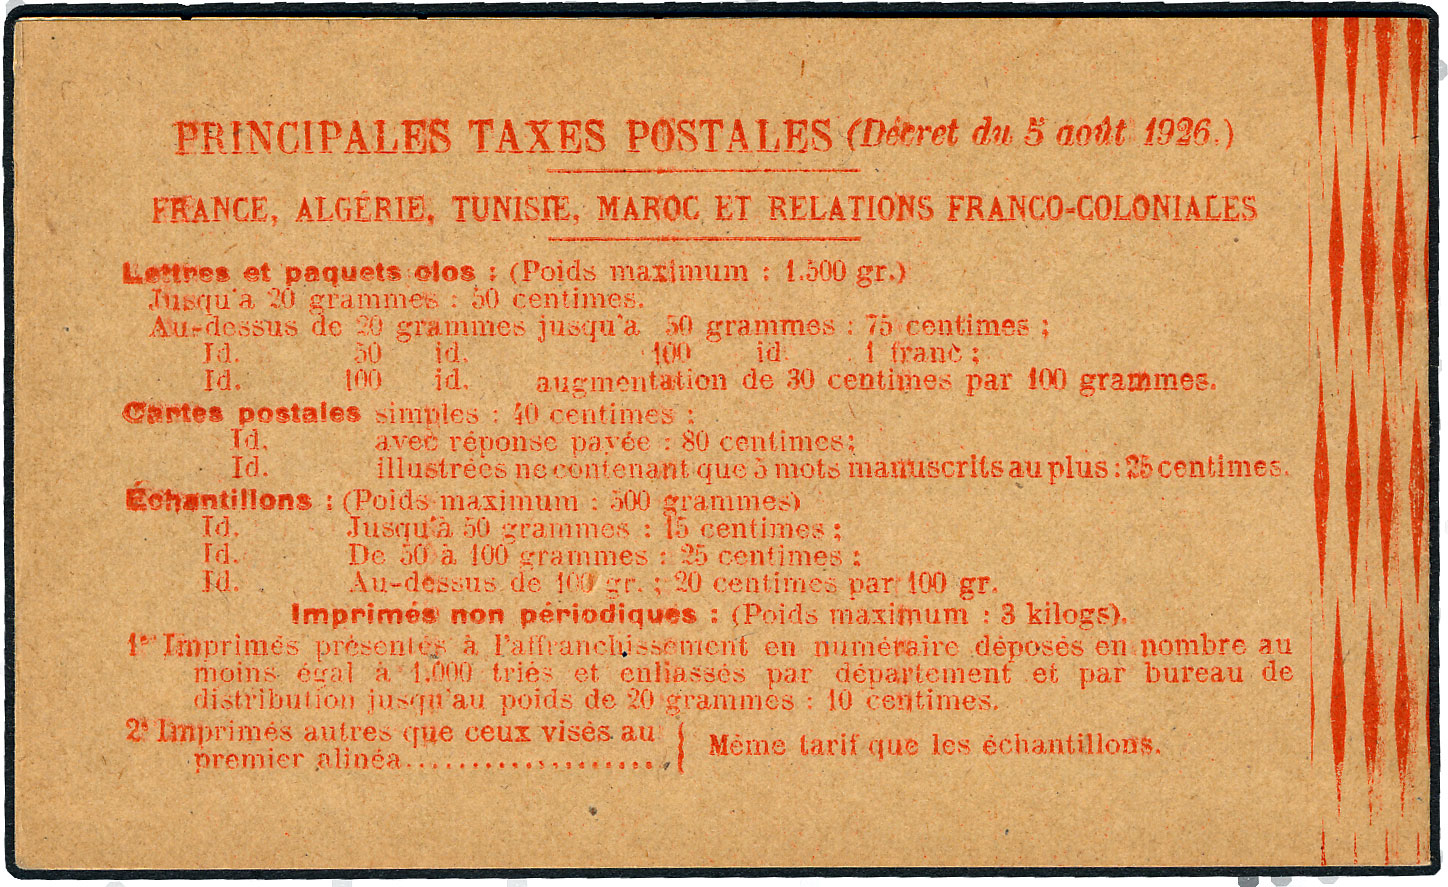 PRINCIPALES TAXES POSTALES (Décret du 5 août 1926.)
FRANCE, ALGÉRIE, TUNISIE, MAROC ET RELATIONS FRANCO-COLONIALES
Lettres et paquets clos : (Poids maximum : 1.500 gr.)
Jusqu'à 20 grammes : 50 centimes.
Au-dessus de 20 grammes jusqu'à 50 grammes : 75 centimes ;
Id. 50 id. 100 id. 1 franc ;
Id. 100 id. augmentation de 30 centimes par 100 grammes.
Cartes postales simples : 40 centimes ;
Id. avec réponse payée : 80 centimes ;
Id. illustrées ne contenant que 5 mots manuscrits au plus : 25 centimes.
Échantillons : (Poids maximum : 500 grammes)
Id. Jusqu'à 50 grammes : 15 centimes ;
Id. De 50 à 100 grammes : 25 centimes ;
Id. Au-dessus de 100 gr. ; 20 centimes par 100 gr.
Imprimés non périodiques : (Poids maximum : 3 kilogs).
1º Imprimés présentés à l'affranchissement en numéraire déposés en nombre au
moins égal à 1.000 triés et enliassés par département et par bureau de
distribution jusqu'au poids de 20 grammes : 10 centimes.
2º Imprimés autres que ceux visés au
premier alinéa.................... Même tarif que les échantillons.